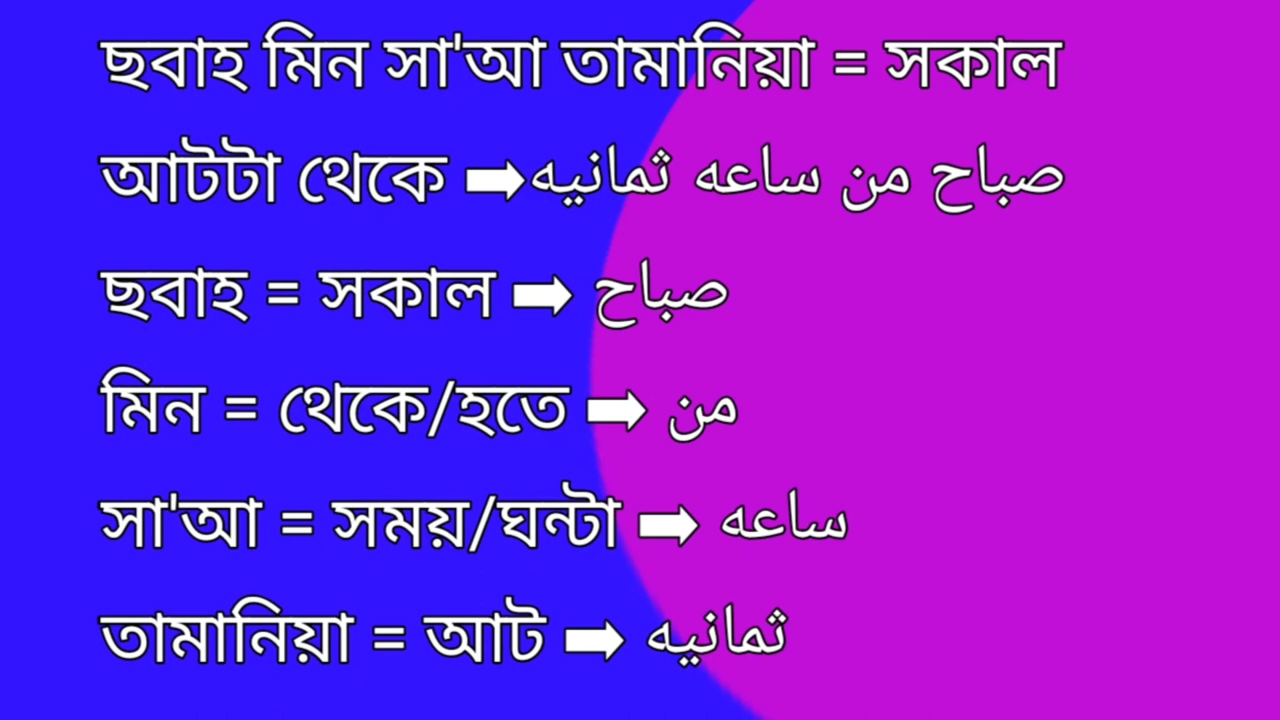 ছবাহ মিন সা'আ তামানিয়া = সকাল
আটটা থেকে ➡صباح من ساعه ثمانيه
ছবাহ = সকাল ➡ صباح
মিন = থেকে/হতে ➡ من
সা'আ = সময়/ঘন্টা ➡ ساعه
তামানিয়া = আট ➡ ثمانيه